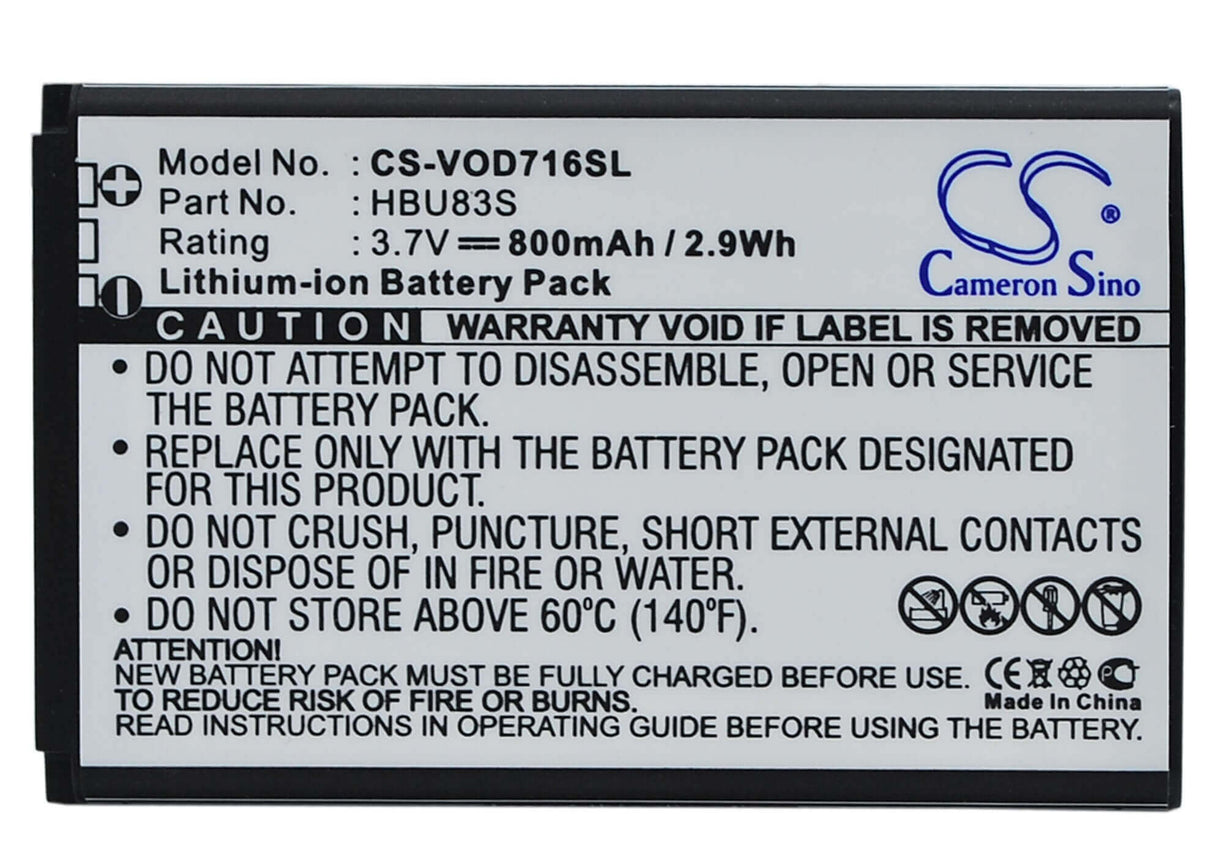 Model No. : CS-VOD716SL
Part No. : HBU83S
Rating : 3.7V ⎓ 800mAh / 2.9Wh
Lithium-ion Battery Pack
CS ®
Cameron Sino
CAUTION WARRANTY VOID IF LABEL IS REMOVED
• DO NOT ATTEMPT TO DISASSEMBLE, OPEN OR SERVICE
THE BATTERY PACK.
• REPLACE ONLY WITH THE BATTERY PACK DESIGNATED
FOR THIS PRODUCT.
• DO NOT CRUSH, PUNCTURE, SHORT EXTERNAL CONTACTS
OR DISPOSE OF IN FIRE OR WATER.
• DO NOT STORE ABOVE 60ºC (140ºF).
ATTENTION!
NEW BATTERY PACK MUST BE FULLY CHARGED BEFORE USE.
TO REDUCE RISK OF FIRE OR BURNS.
READ INSTRUCTIONS IN OPERATING GUIDE BEFORE USING THE BATTERY.
CE
Made In China